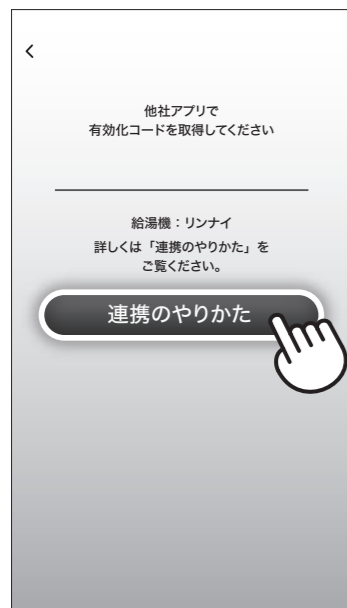 他社アプリで
有効化コードを取得してください
給湯機：リンナイ
詳しくは「連携のやりかた」を
ご覧ください。
連携のやりかた